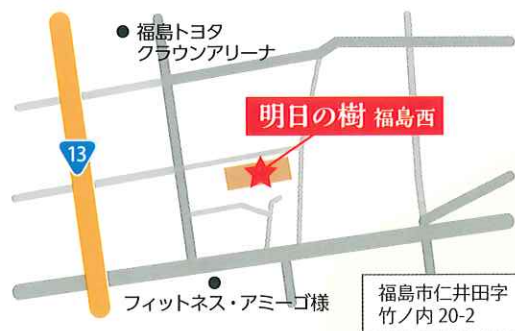 福島トヨタ
クラウンアリーナ
明日の樹 福島西
13
フィットネス・アミーゴ様
福島市仁井田字
竹ノ内 20-2